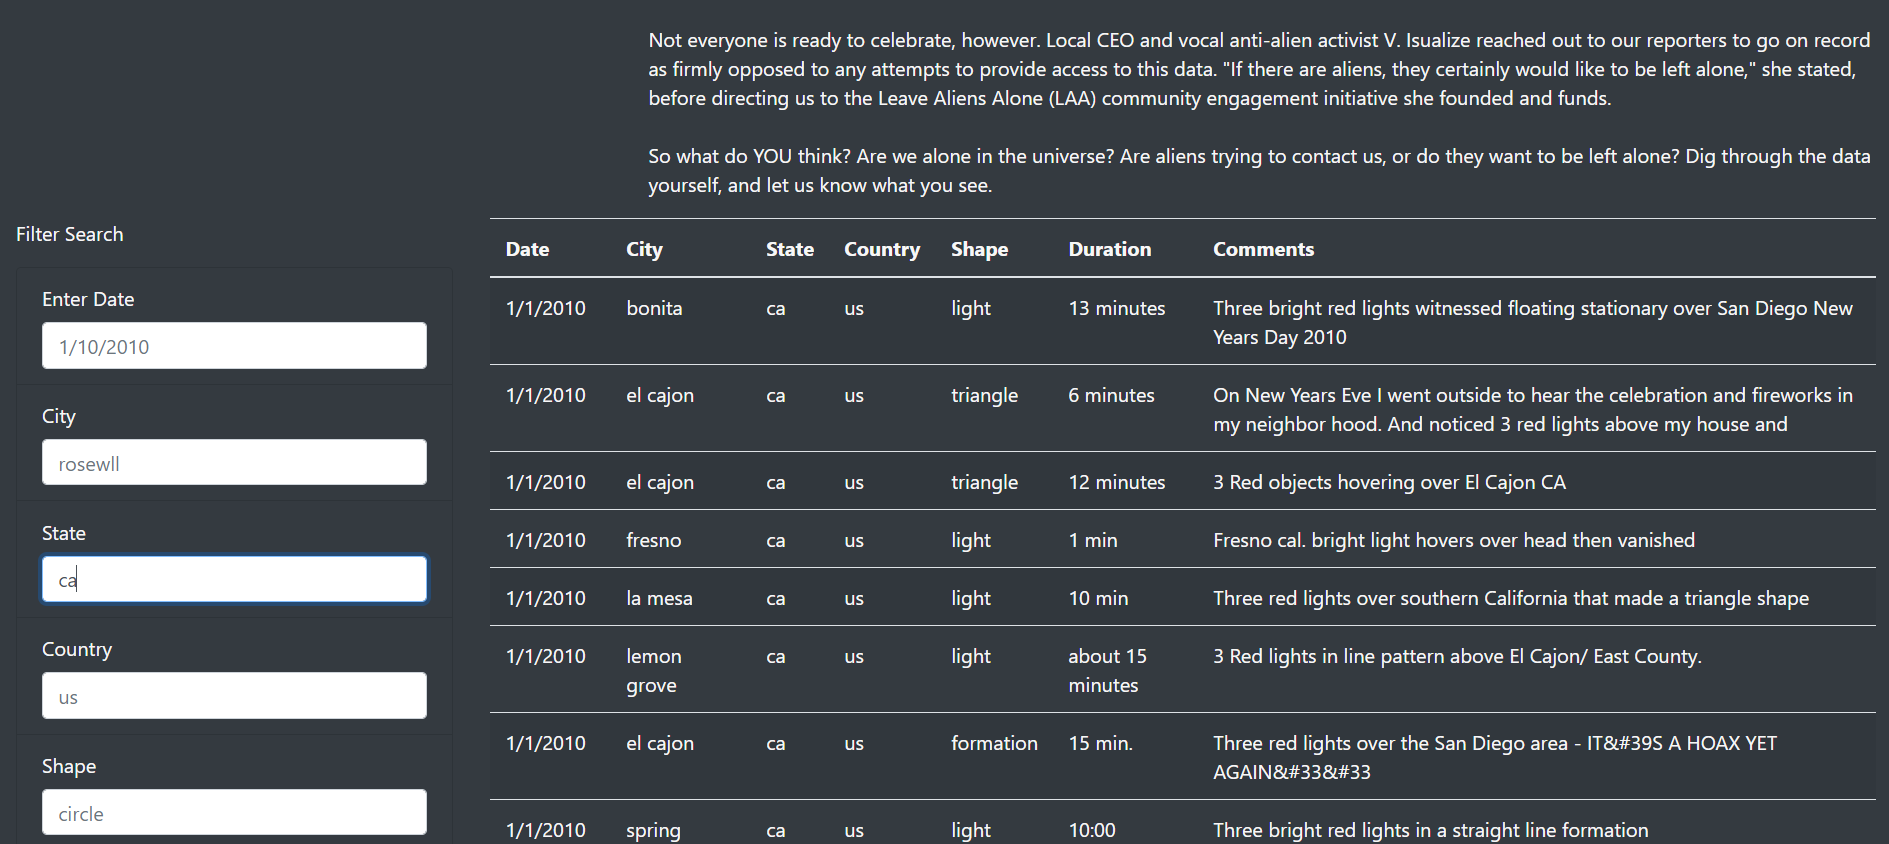 Not everyone is ready to celebrate, however. Local CEO and vocal anti-alien activist V. Isualize reached out to our reporters to go on record
as firmly opposed to any attempts to provide access to this data. "If there are aliens, they certainly would like to be left alone," she stated,
before directing us to the Leave Aliens Alone (LAA) community engagement initiative she founded and funds.
So what do YOU think? Are we alone in the universe? Are aliens trying to contact us, or do they want to be left alone? Dig through the data
yourself, and let us know what you see.
Filter Search
Enter Date
1/10/2010
City
rosewll
State
ca
Country
us
Shape
circle
Date City State Country Shape Duration Comments
1/1/2010 bonita ca us light 13 minutes Three bright red lights witnessed floating stationary over San Diego New
Years Day 2010
1/1/2010 el cajon ca us triangle 6 minutes On New Years Eve I went outside to hear the celebration and fireworks in
my neighbor hood. And noticed 3 red lights above my house and
1/1/2010 el cajon ca us triangle 12 minutes 3 Red objects hovering over El Cajon CA
1/1/2010 fresno ca us light 1 min Fresno cal. bright light hovers over head then vanished
1/1/2010 la mesa ca us light 10 min Three red lights over southern California that made a triangle shape
1/1/2010 lemon ca us light about 15 3 Red lights in line pattern above El Cajon/ East County.
grove minutes
1/1/2010 el cajon ca us formation 15 min. Three red lights over the San Diego area - IT&#39S A HOAX YET
AGAIN&#33&#33
1/1/2010 spring ca us light 10:00 Three bright red lights in a straight line formation